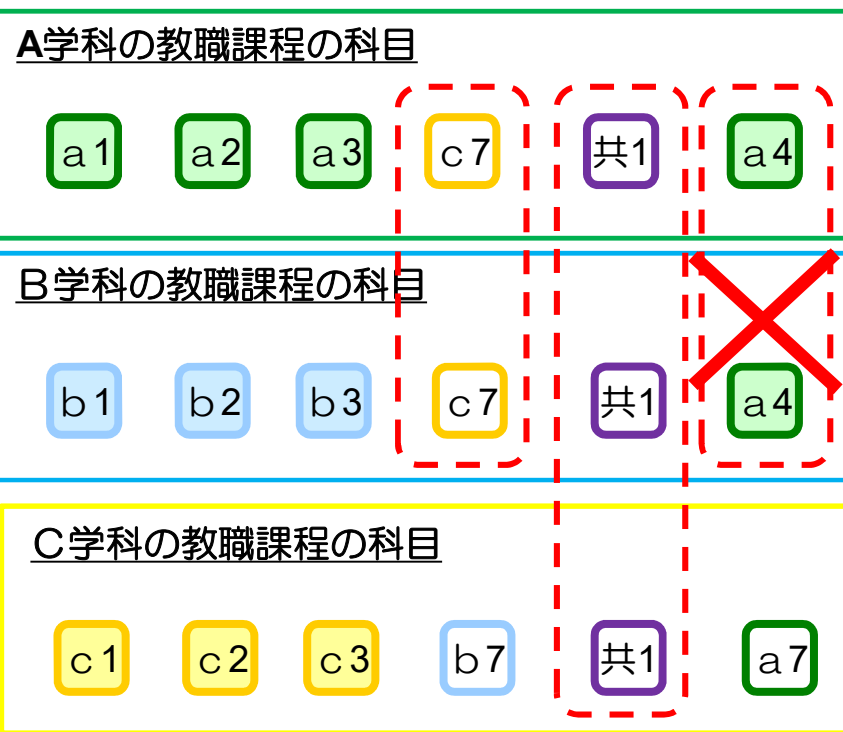 A学科の教職課程の科目
ａ1 ａ2 ａ3 ｃ7 共1 ａ4
Ｂ学科の教職課程の科目
ｂ1 ｂ2 ｂ3 ｃ7 共1 ａ4
Ｃ学科の教職課程の科目
ｃ1 ｃ2 ｃ3 ｂ7 共1 ａ7